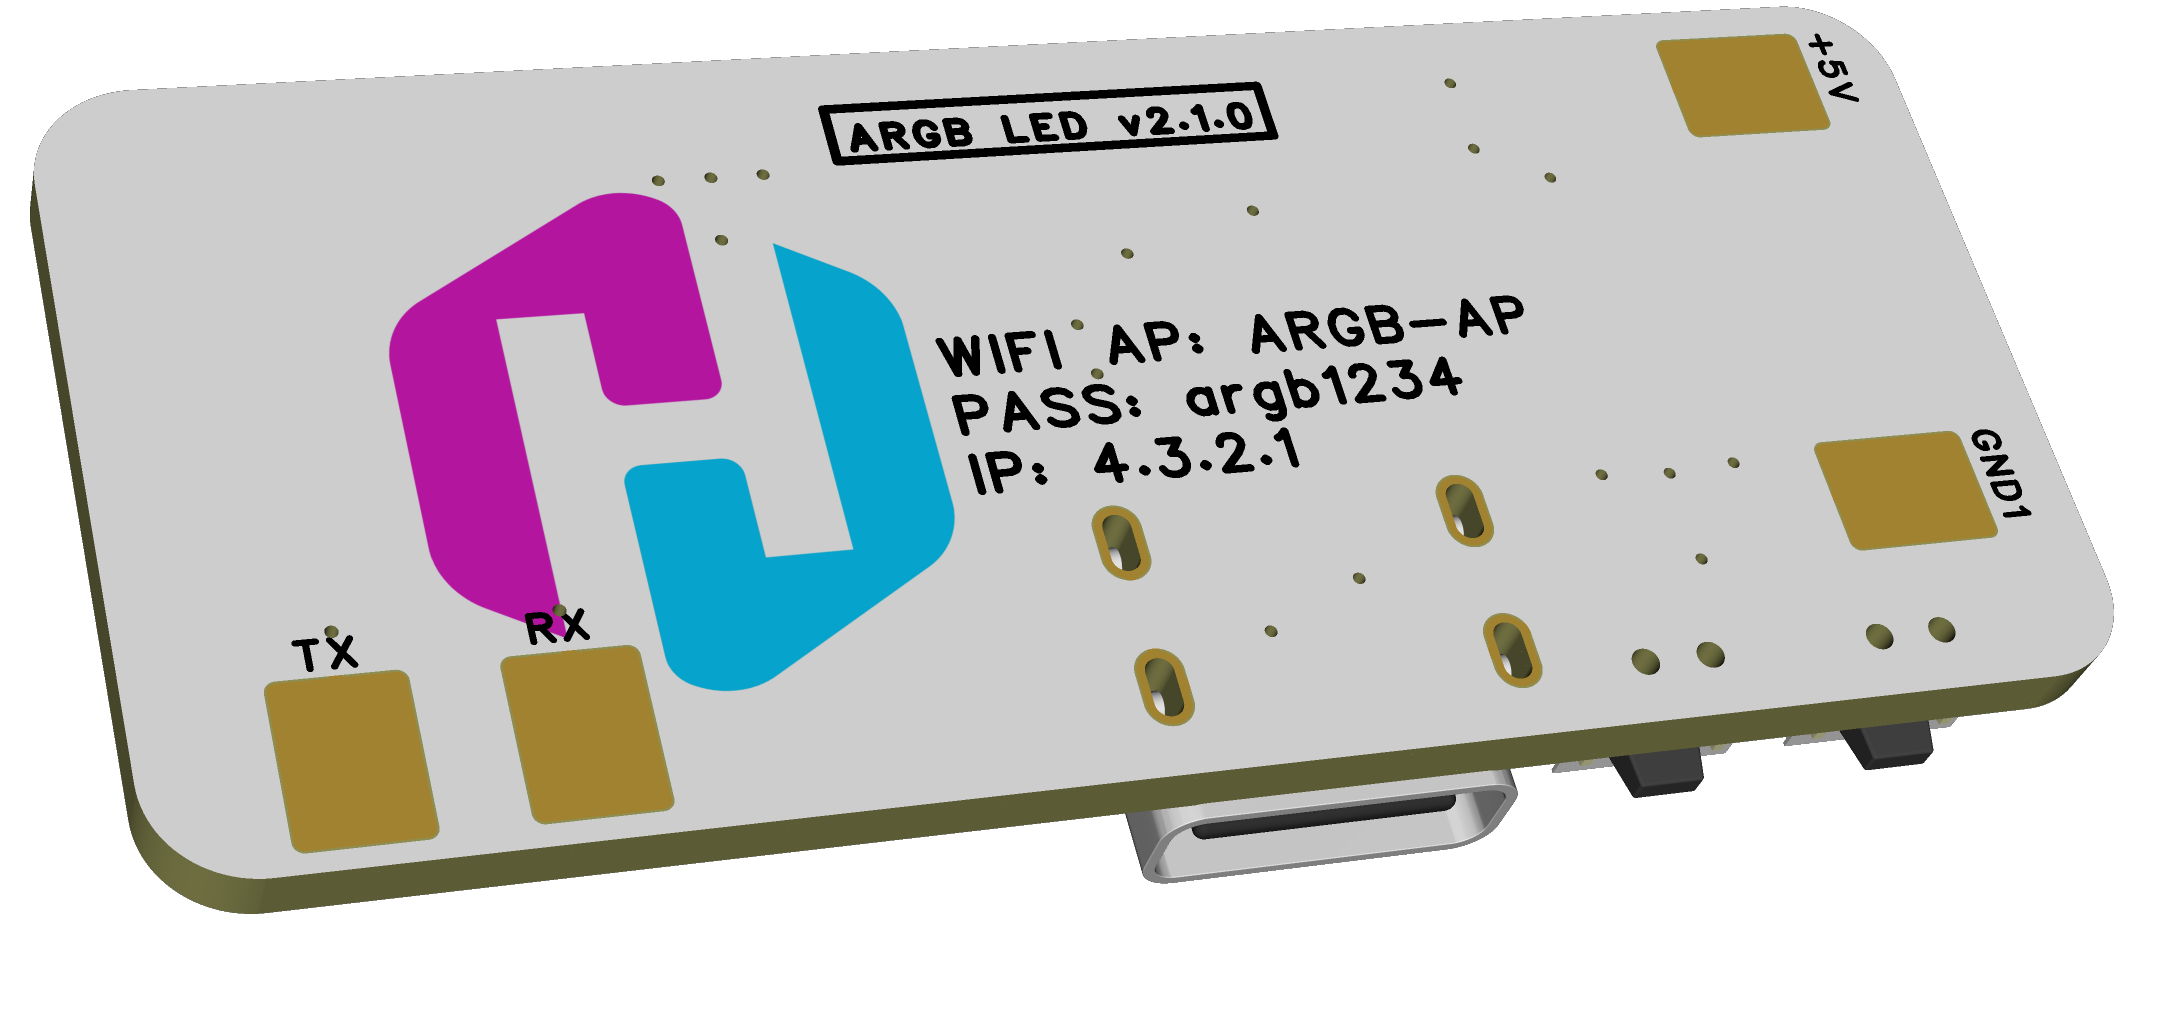 ARGB LED v2.1.0
+5V
WIFI AP: ARGB-AP
PASS: argb1234
IP: 4.3.2.1
GND1
TX
RX